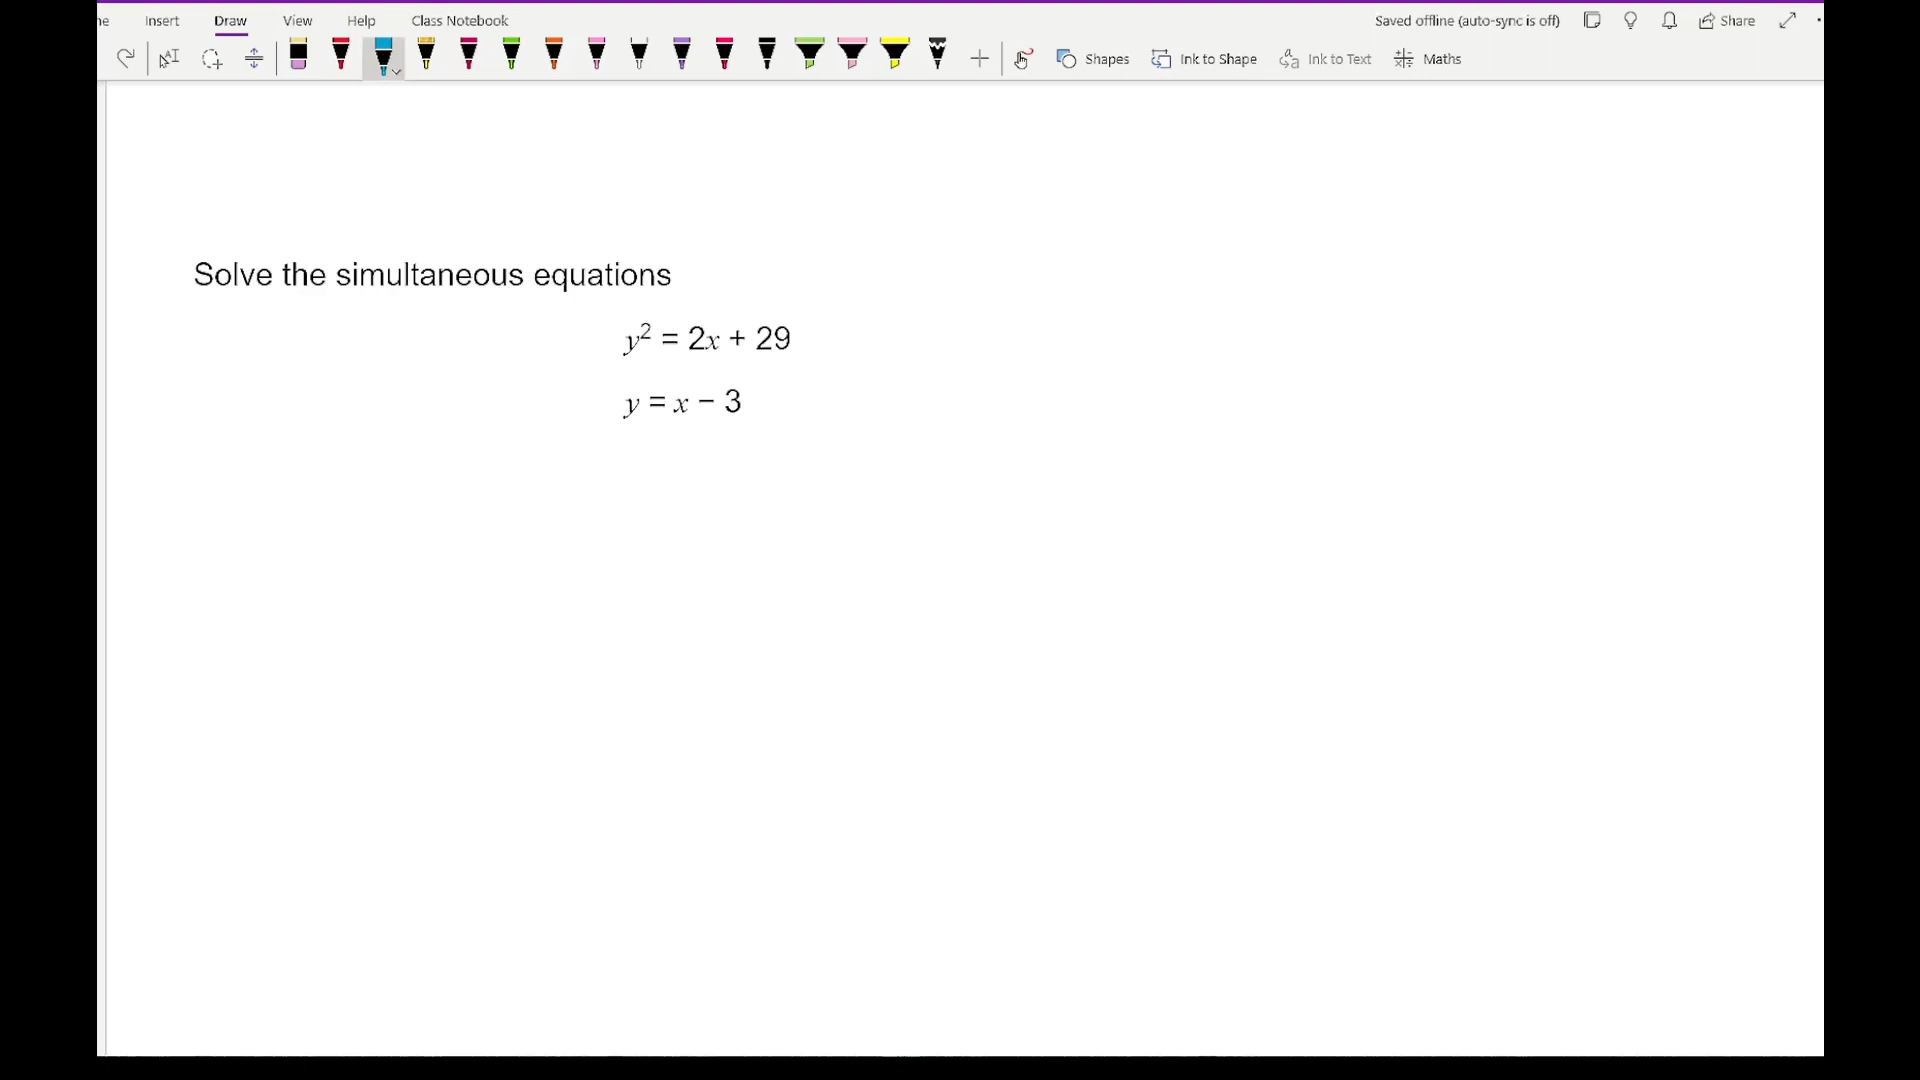 Insert Draw View Help Class Notebook Saved offline (auto-sync is off) Share
Shapes Ink to Shape Ink to Text Maths
Solve the simultaneous equations
y² = 2x + 29
y = x − 3